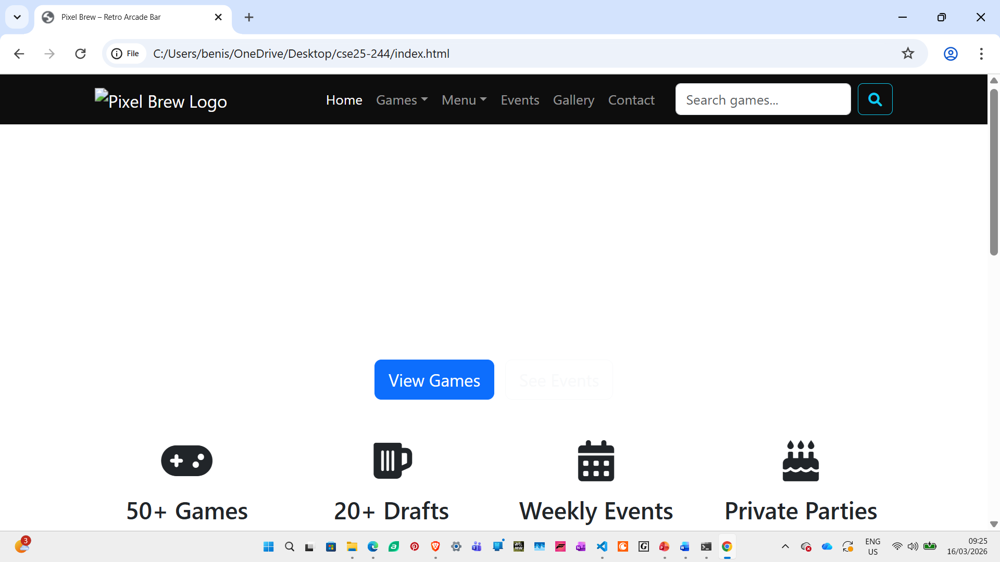 Pixel Brew – Retro Arcade Bar
File
C:/Users/benis/OneDrive/Desktop/cse25-244/index.html
Pixel Brew Logo
Home
Games
Menu
Events
Gallery
Contact
Search games...
View Games
See Events
50+ Games
20+ Drafts
Weekly Events
Private Parties
3
ENG
US
09:25
16/03/2026